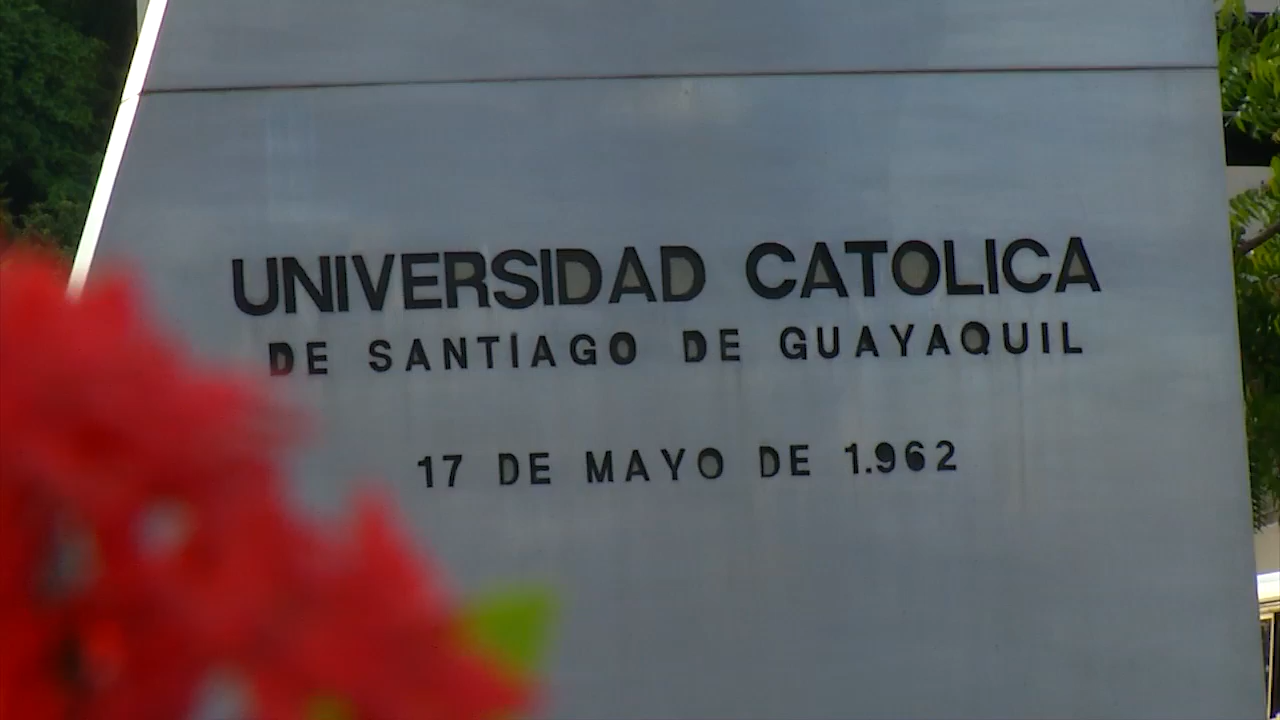 UNIVERSIDAD CATOLICA
DE SANTIAGO DE GUAYAQUIL
17 DE MAYO DE 1.962